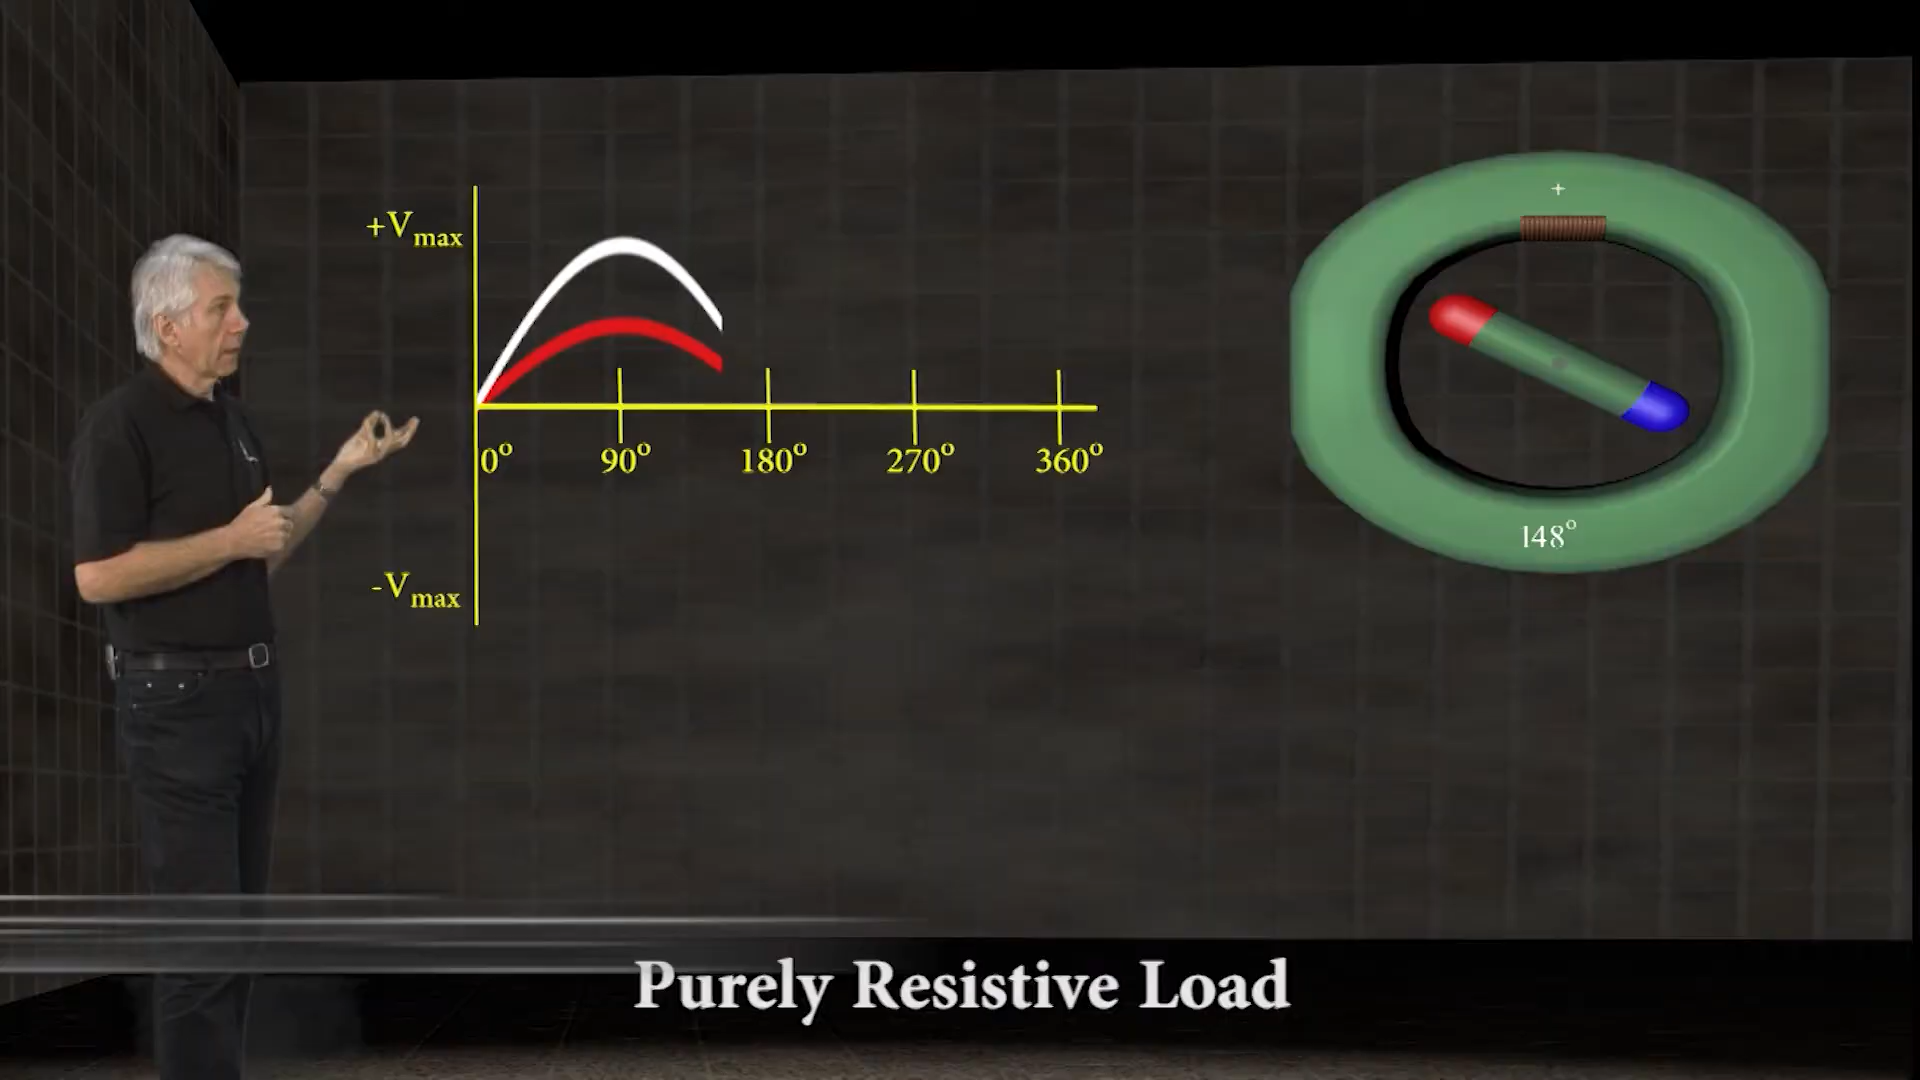 +Vmax
0° 90° 180° 270° 360°
-Vmax
+
148°
Purely Resistive Load